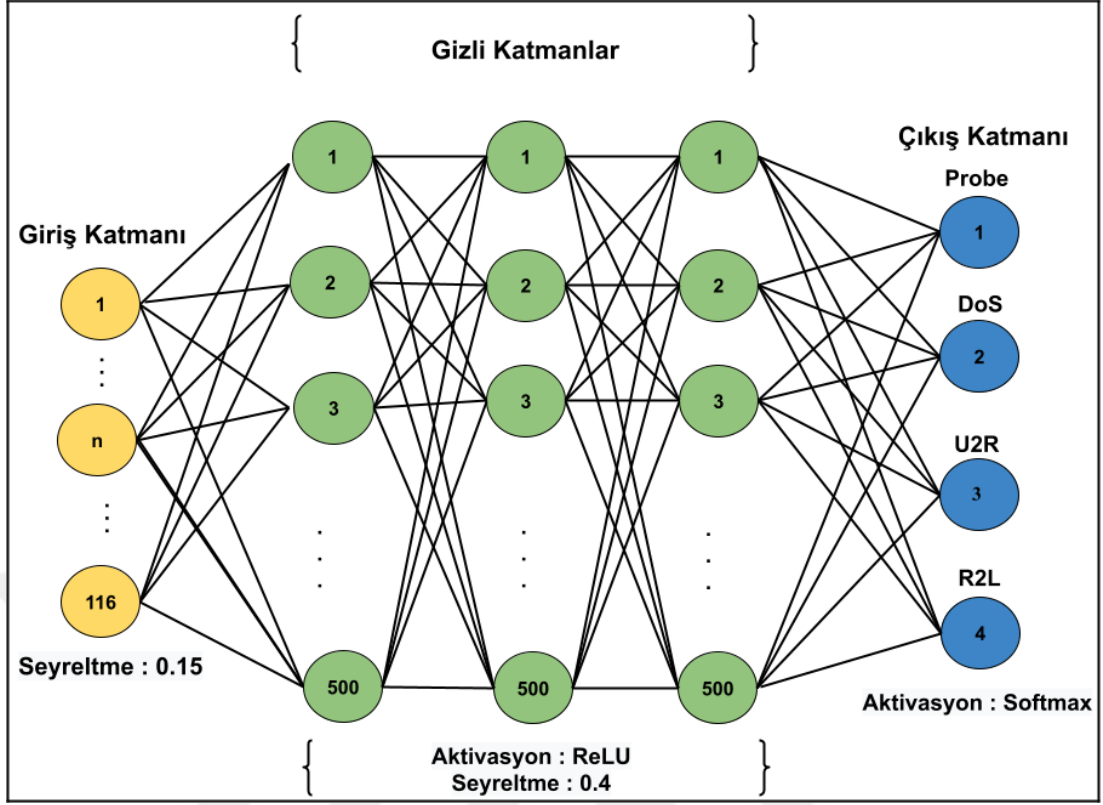 Gizli Katmanlar
Giriş Katmanı
1
n
116
Seyreltme : 0.15
1
2
3
500
1
2
3
500
1
2
3
500
Aktivasyon : ReLU
Seyreltme : 0.4
Çıkış Katmanı
Probe
1
DoS
2
U2R
3
R2L
4
Aktivasyon : Softmax